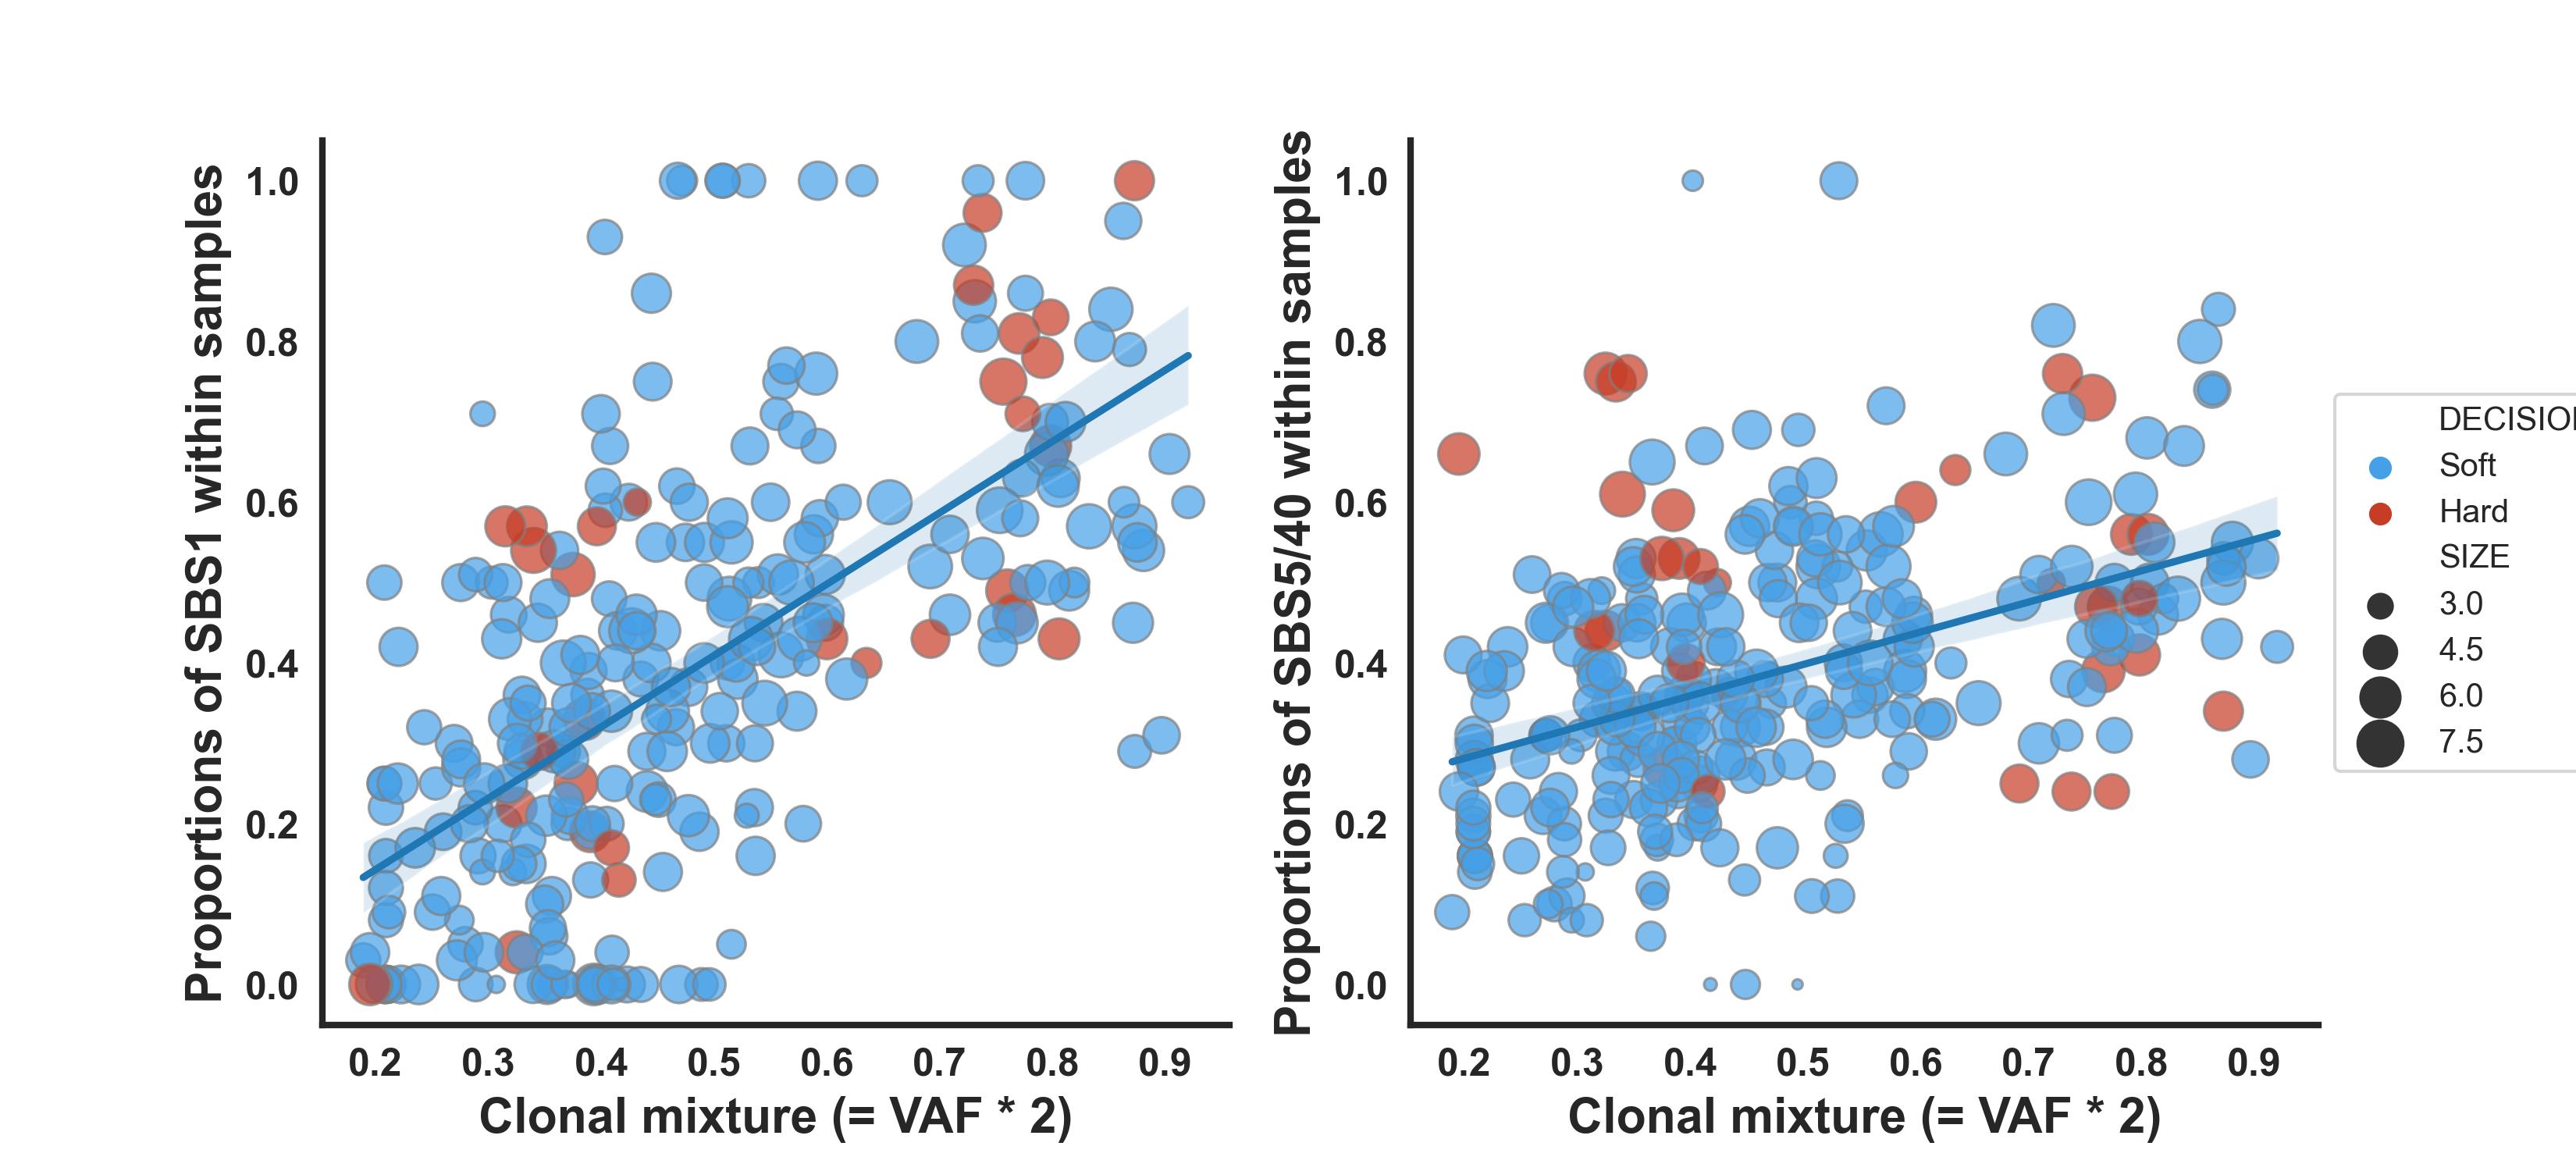 Proportions of SBS1 within samples
1.0
0.8
0.6
0.4
0.2
0.0
0.2 0.3 0.4 0.5 0.6 0.7 0.8 0.9
Clonal mixture (= VAF * 2)
Proportions of SBS5/40 within samples
1.0
0.8
0.6
0.4
0.2
0.0
0.2 0.3 0.4 0.5 0.6 0.7 0.8 0.9
Clonal mixture (= VAF * 2)
DECISION
Soft
Hard
SIZE
3.0
4.5
6.0
7.5